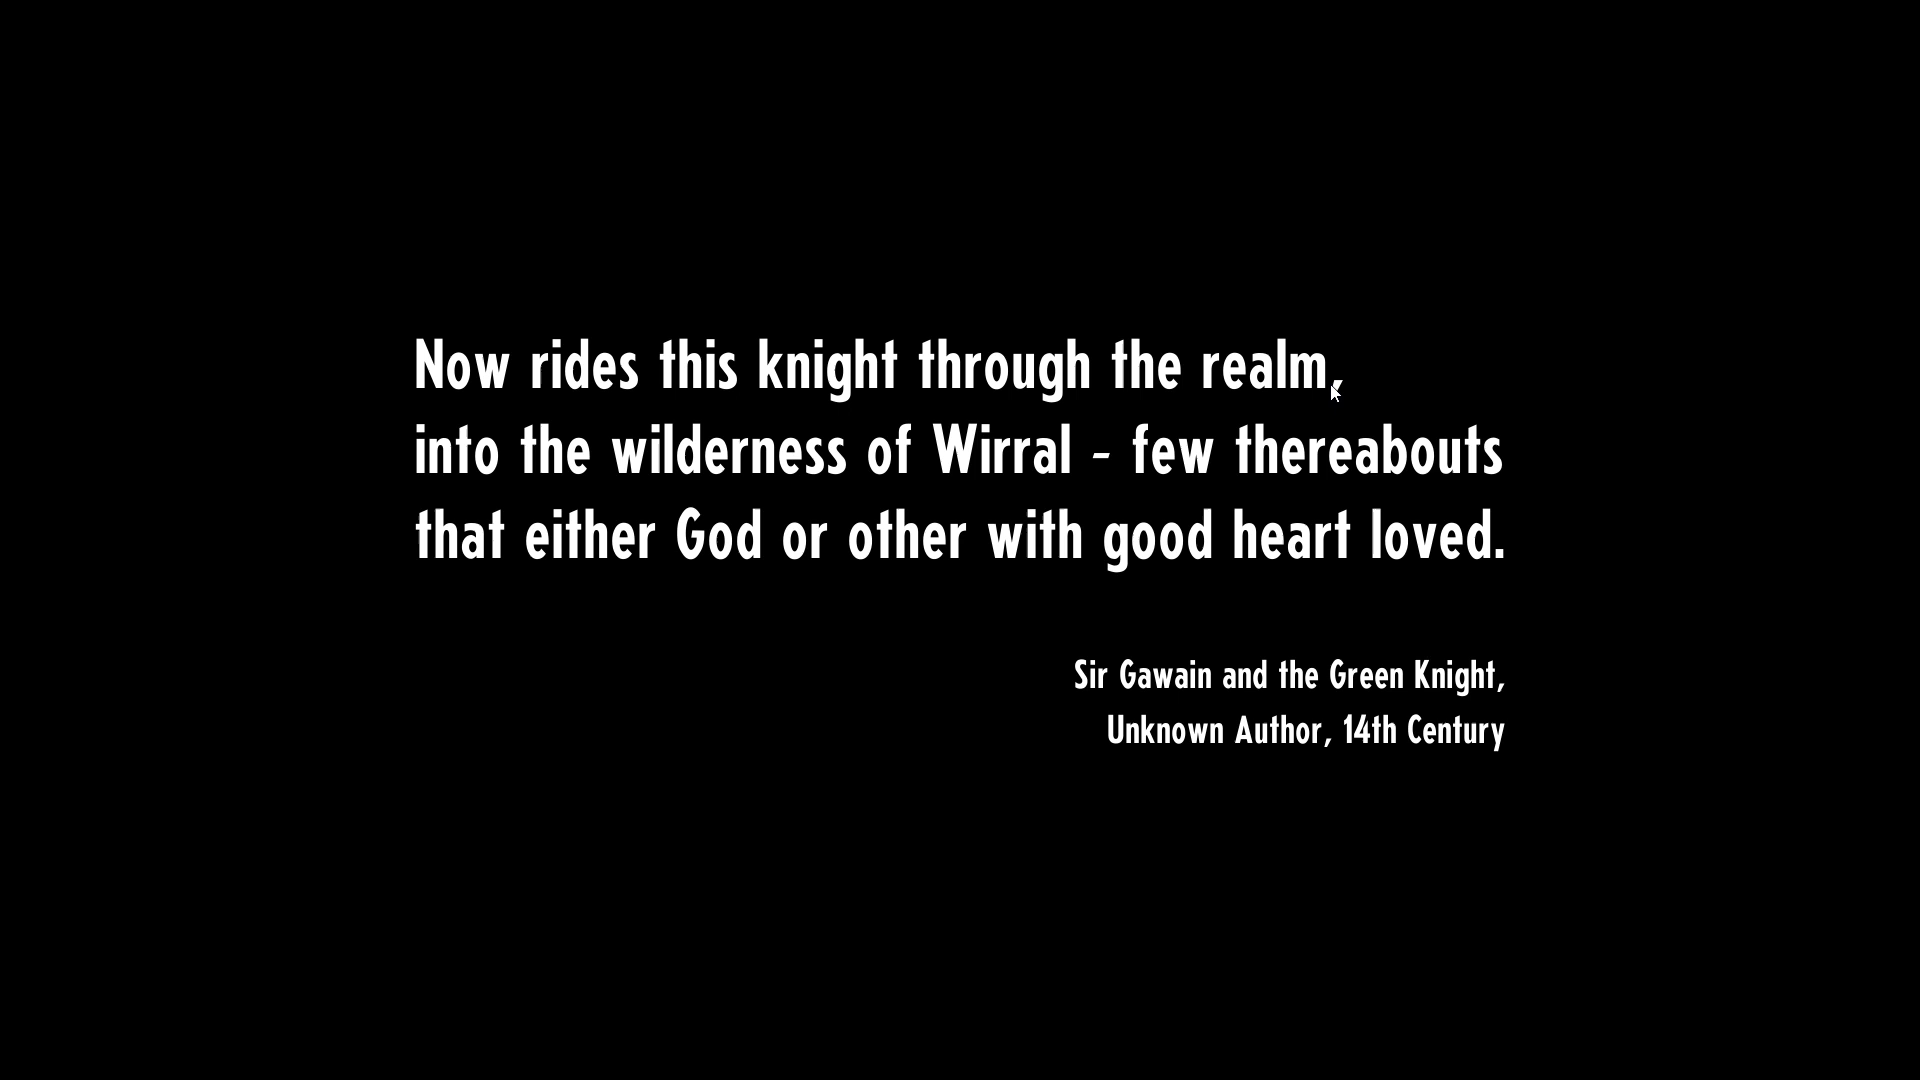 Now rides this knight through the realm,
into the wilderness of Wirral - few thereabouts
that either God or other with good heart loved.
Sir Gawain and the Green Knight,
Unknown Author, 14th Century